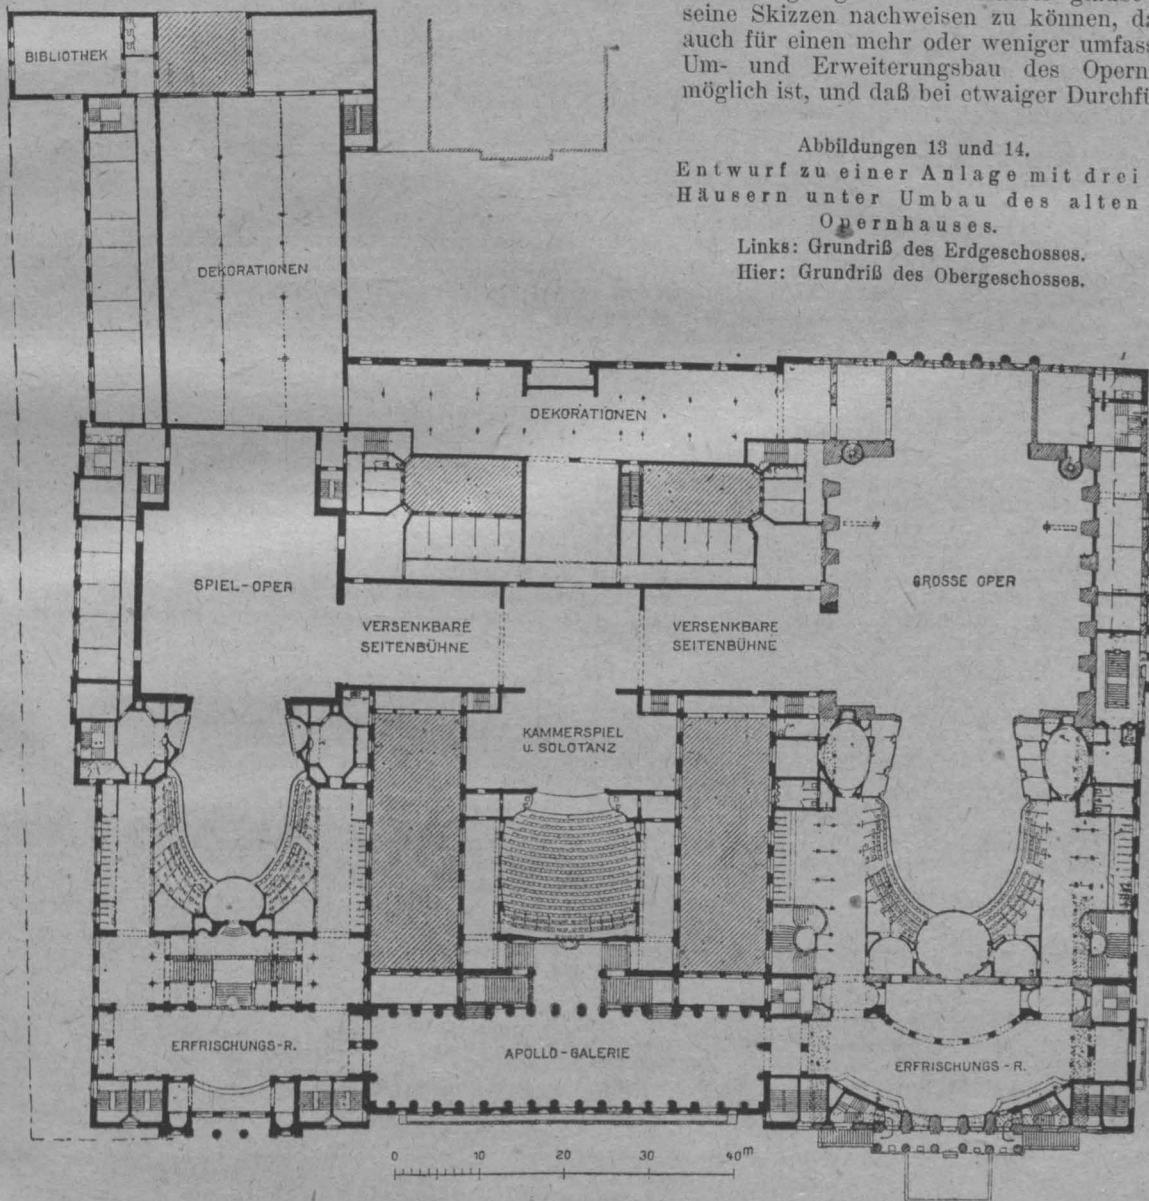 seine Skizzen nachweisen zu können, da
auch für einen mehr oder weniger umfass
Um- und Erweiterungsbau des Opern
möglich ist, und daß bei etwaiger Durchfü
Abbildungen 13 und 14.
Entwurf zu einer Anlage mit drei
Häusern unter Umbau des alten
Opernhauses.
Links: Grundriß des Erdgeschosses.
Hier: Grundriß des Obergeschosses.
BIBLIOTHEK
DEKORATIONEN
DEKORATIONEN
SPIEL-OPER
GROSSE OPER
VERSENKBARE
SEITENBÜHNE
VERSENKBARE
SEITENBÜHNE
KAMMERSPIEL
U. SOLOTANZ
ERFRISCHUNGS-R.
APOLLO-GALERIE
ERFRISCHUNGS-R.
0 10 20 30 40m